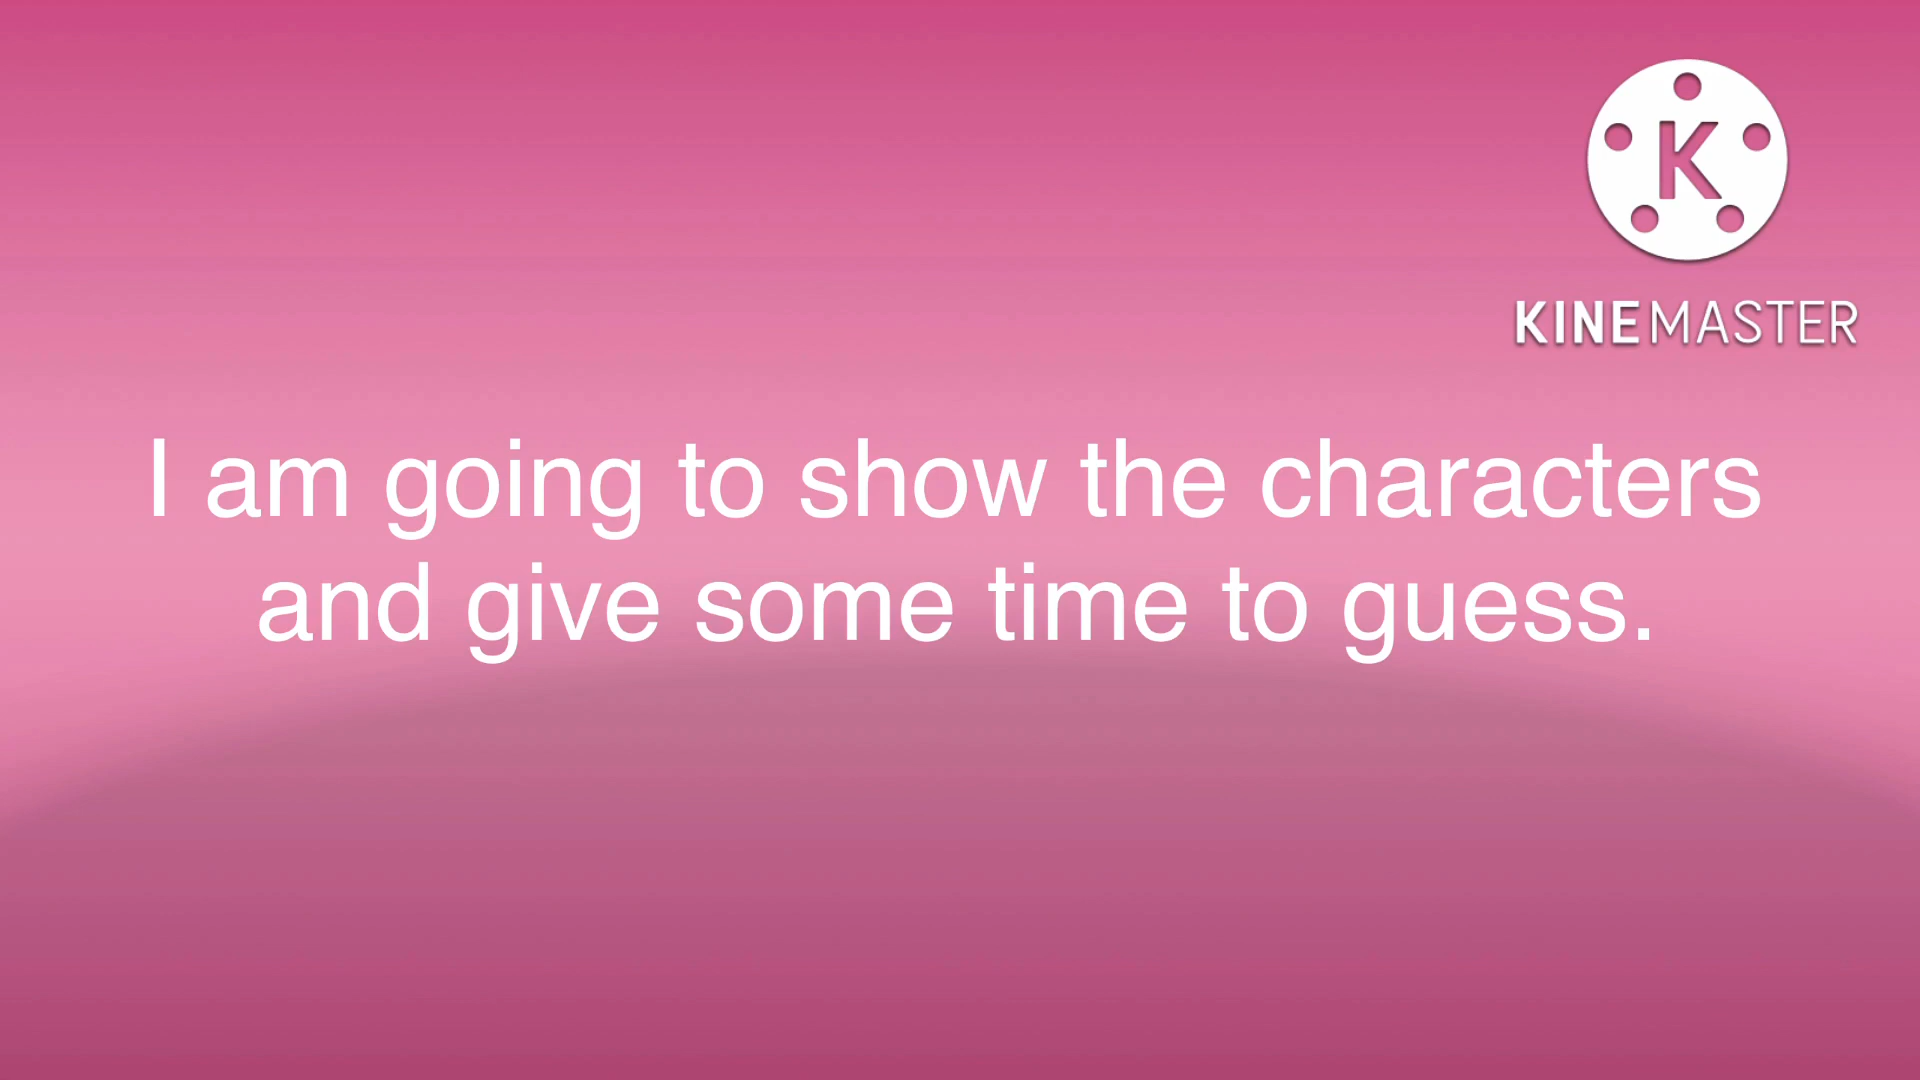 K
KINEMASTER
I am going to show the characters
and give some time to guess.